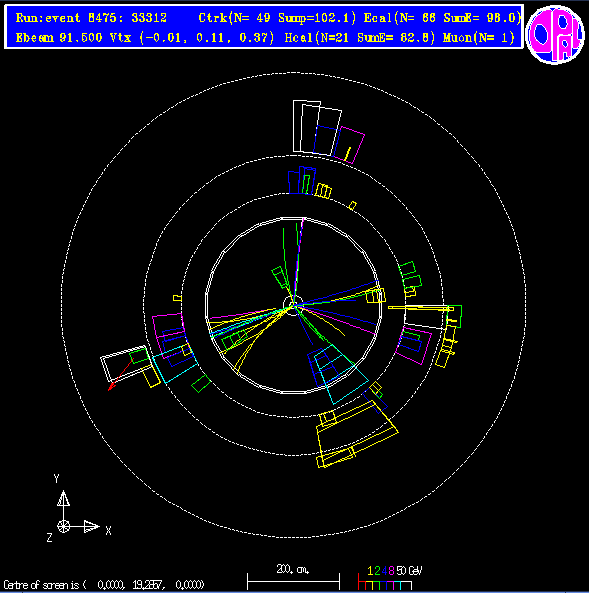 Run:event 8475: 33312 Ctrk(N= 49 Sump=102.1) Ecal(N= 66 SumE= 96.0)
Ebeam 91.500 Vtx (-0.01, 0.11, 0.37) Hcal(N=21 SumE= 62.8) Muon(N= 1)
OPAL
Y
X
Z
200. cm.
1 2 4 8 50 GeV
Centre of screen is ( 0.0000, 19.2857, 0.0000)